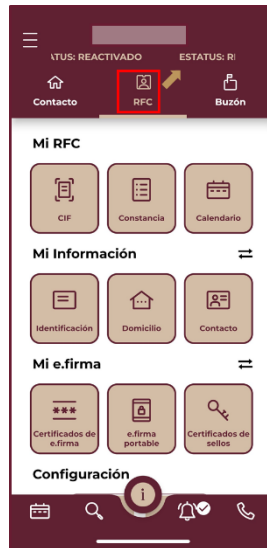 ATUS: REACTIVADO ESTATUS: R
Contacto RFC Buzón
Mi RFC
CIF Constancia Calendario
Mi Información
Identificación Domicilio Contacto
Mi e.firma
Certificados de e.firma
e.firma portable
Certificados de sellos
Configuración